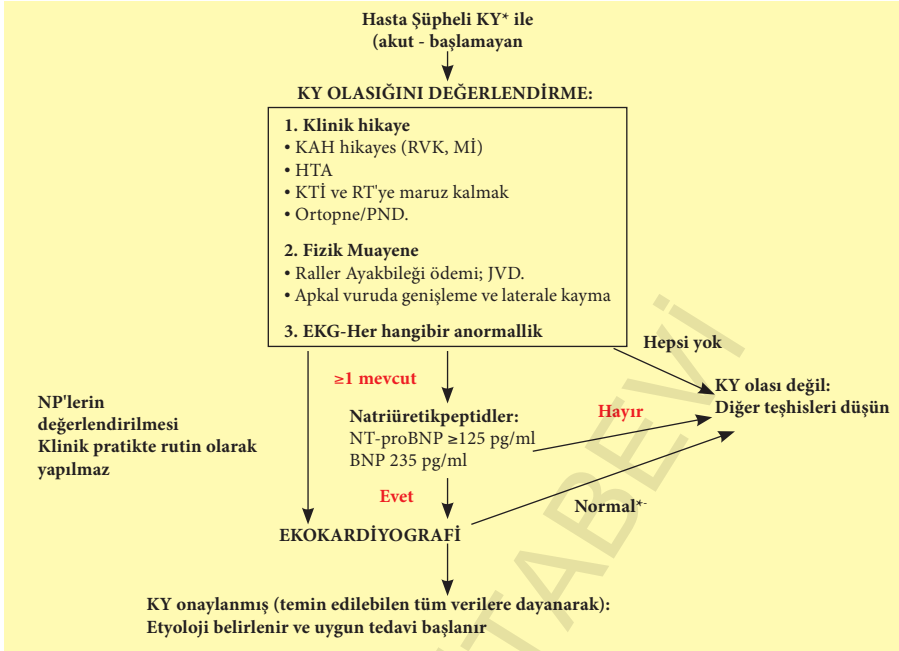 Hasta Şüpheli KY* ile
(akut - başlamayan
KY OLASIĞINI DEĞERLENDİRME:
1. Klinik hikaye
• KAH hikayes (RVK, Mİ)
• HTA
• KTİ ve RT'ye maruz kalmak
• Ortopne/PND.
2. Fizik Muayene
• Raller Ayakbileği ödemi; JVD.
• Apkal vuruda genişleme ve laterale kayma
3. EKG-Her hangibir anormallik
Hepsi yok
≥1 mevcut
KY olası değil:
Diğer teşhisleri düşün
NP'lerin
değerlendirilmesi
Klinik pratikte rutin olarak
yapılmaz
Natriüretikpeptidler:
NT-proBNP ≥125 pg/ml
BNP 235 pg/ml
Hayır
Evet
Normal*-
EKOKARDİYOGRAFİ
KY onaylanmış (temin edilebilen tüm verilere dayanarak):
Etyoloji belirlenir ve uygun tedavi başlanır
TABEVİ